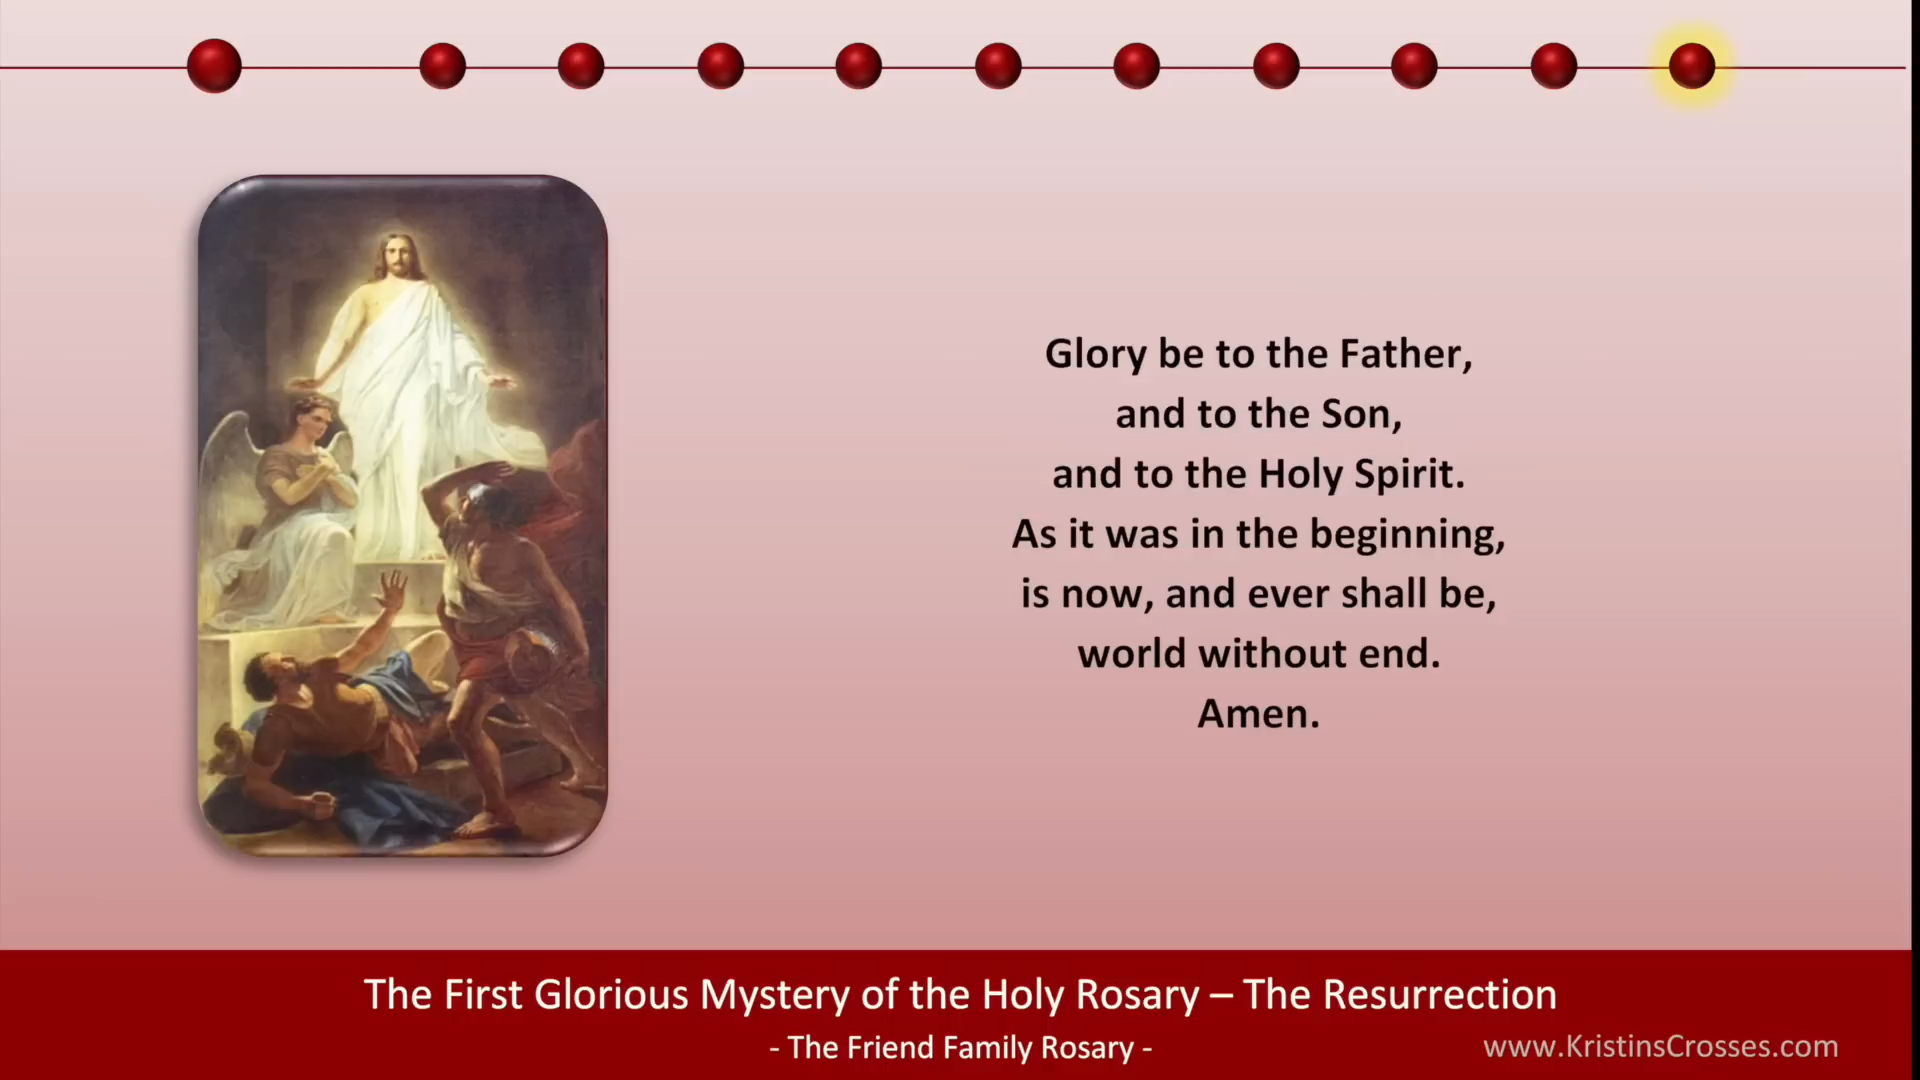 Glory be to the Father,
and to the Son,
and to the Holy Spirit.
As it was in the beginning,
is now, and ever shall be,
world without end.
Amen.
The First Glorious Mystery of the Holy Rosary – The Resurrection
- The Friend Family Rosary -
www.KristinsCrosses.com